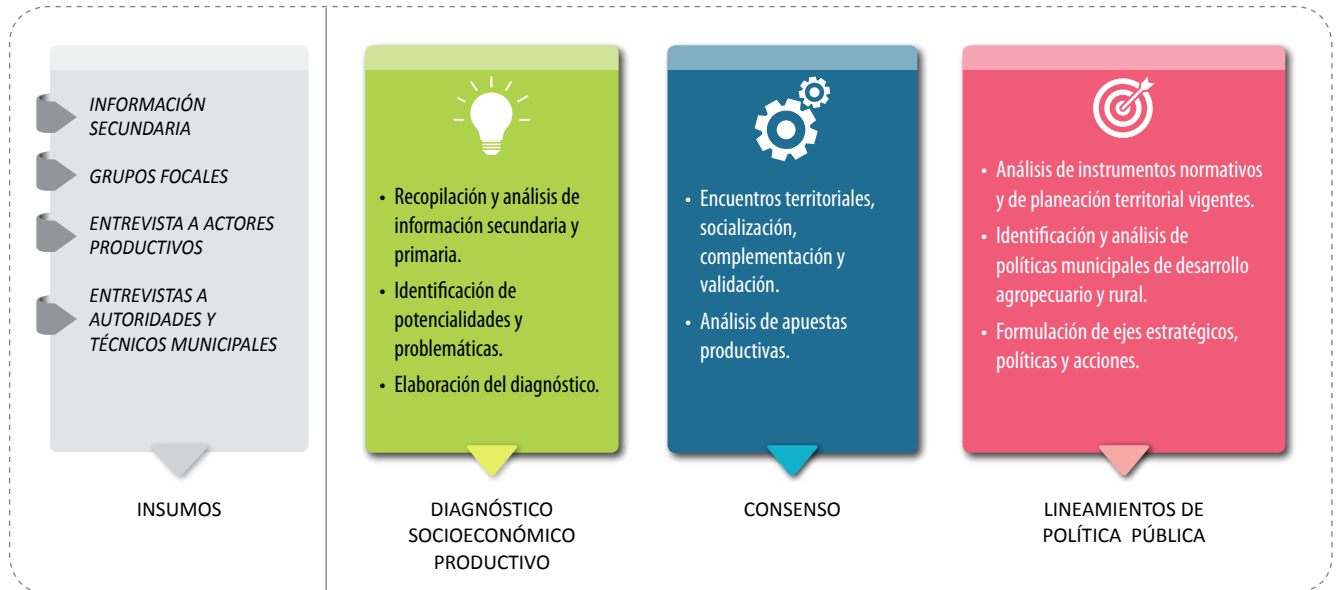 INFORMACIÓN
SECUNDARIA
GRUPOS FOCALES
ENTREVISTA A ACTORES
PRODUCTIVOS
ENTREVISTAS A
AUTORIDADES Y
TÉCNICOS MUNICIPALES
INSUMOS
• Recopilación y análisis de
información secundaria y
primaria.
• Identificación de
potencialidades y
problemáticas.
• Elaboración del diagnóstico.
DIAGNÓSTICO
SOCIOECONÓMICO
PRODUCTIVO
• Encuentros territoriales,
socialización,
complementación y
validación.
• Análisis de apuestas
productivas.
CONSENSO
• Análisis de instrumentos normativos
y de planeación territorial vigentes.
• Identificación y análisis de
políticas municipales de desarrollo
agropecuario y rural.
• Formulación de ejes estratégicos,
políticas y acciones.
LINEAMIENTOS DE
POLÍTICA PÚBLICA